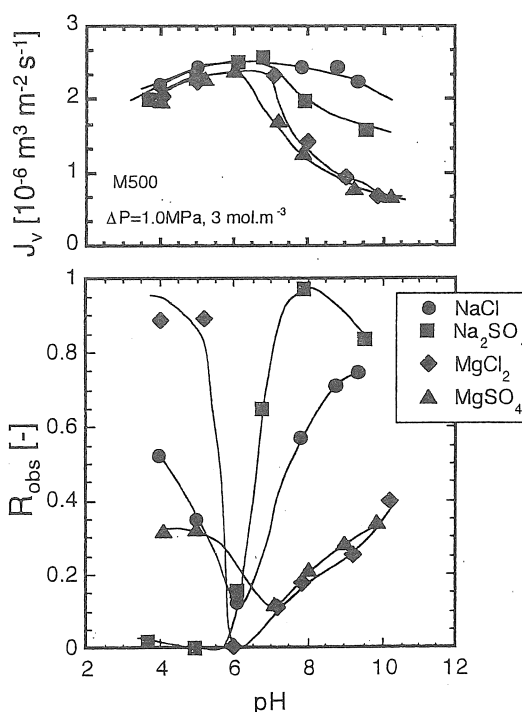 J_v [10^-6 m^3 m^-2 s^-1]
3
2
1
0
M500
ΔP=1.0MPa, 3 mol.m^-3
R_obs [-]
1
0.8
0.6
0.4
0.2
0
NaCl
Na_2SO
MgCl_2
MgSO_4
2
4
6
8
10
12
pH